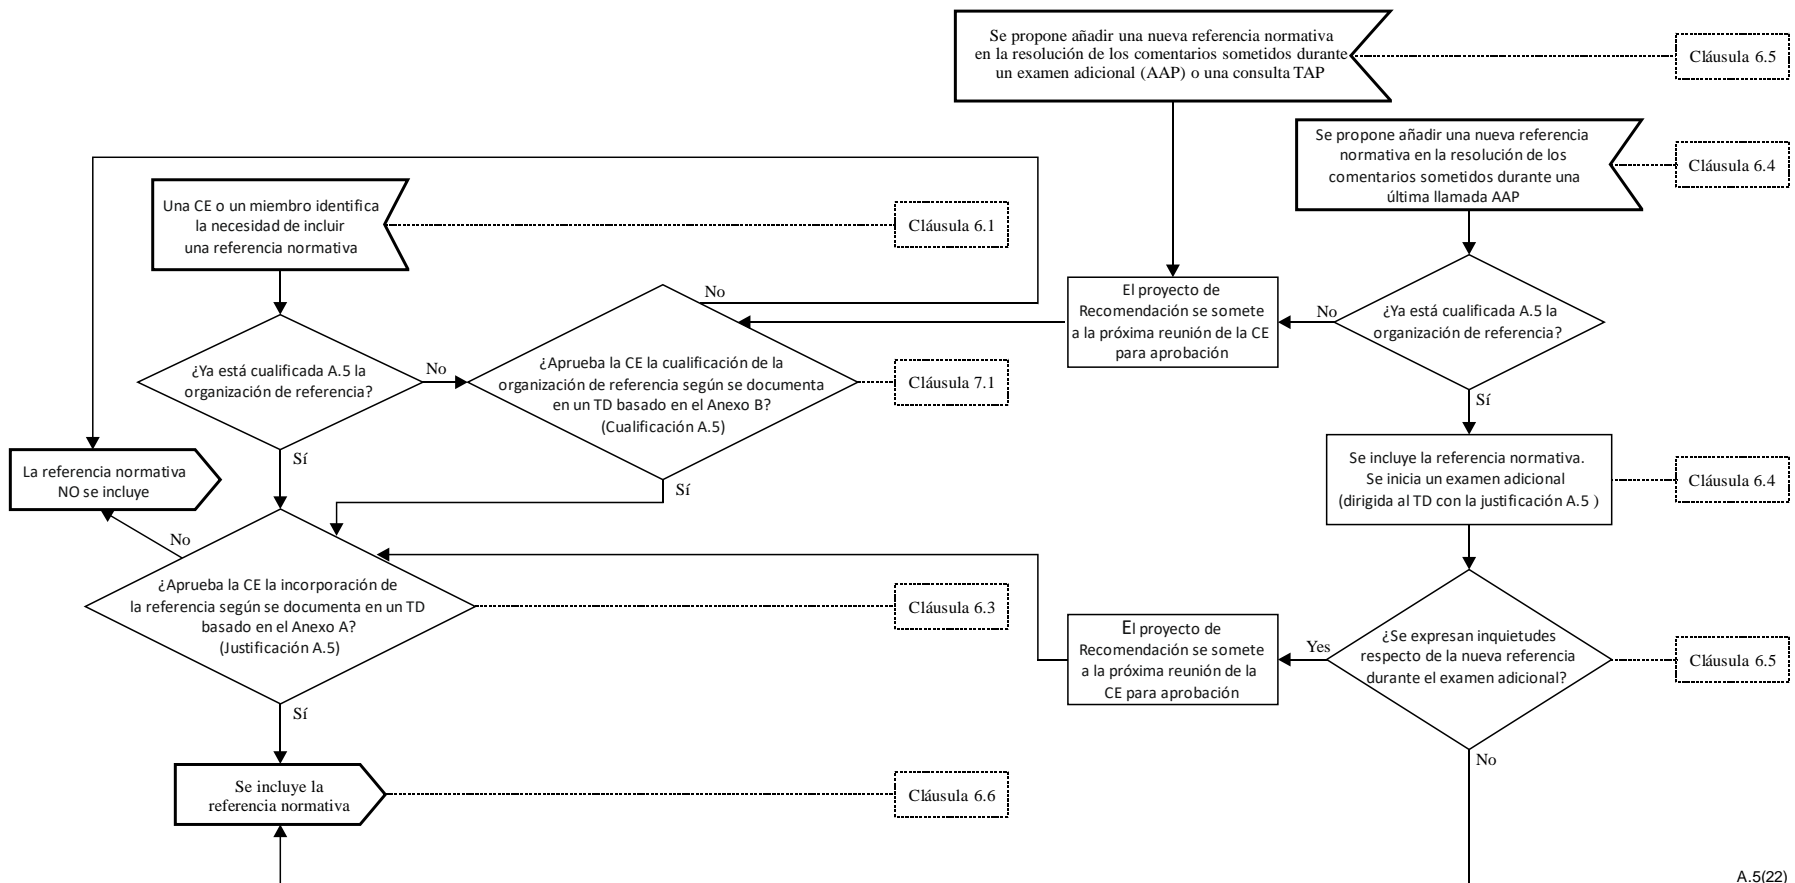 Se propone añadir una nueva referencia normativa
en la resolución de los comentarios sometidos durante
un examen adicional (AAP) o una consulta TAP
Cláusula 6.5
Se propone añadir una nueva referencia
normativa en la resolución de los
comentarios sometidos durante una
última llamada AAP
Cláusula 6.4
Una CE o un miembro identifica
la necesidad de incluir
una referencia normativa
Cláusula 6.1
No
El proyecto de
Recomendación se somete
a la próxima reunión de la CE
para aprobación
No
¿Ya está cualificada A.5 la
organización de referencia?
¿Ya está cualificada A.5 la
organización de referencia?
No
¿Aprueba la CE la cualificación de la
organización de referencia según se documenta
en un TD basado en el Anexo B?
(Cualificación A.5)
Cláusula 7.1
Sí
Sí
Sí
La referencia normativa
NO se incluye
Se incluye la referencia normativa.
Se inicia un examen adicional
(dirigida al TD con la justificación A.5 )
Cláusula 6.4
No
¿Aprueba la CE la incorporación de
la referencia según se documenta en un TD
basado en el Anexo A?
(Justificación A.5)
Cláusula 6.3
El proyecto de
Recomendación se somete
a la próxima reunión de la
CE para aprobación
Yes
¿Se expresan inquietudes
respecto de la nueva referencia
durante el examen adicional?
Cláusula 6.5
Sí
No
Se incluye la
referencia normativa
Cláusula 6.6
A.5(22)